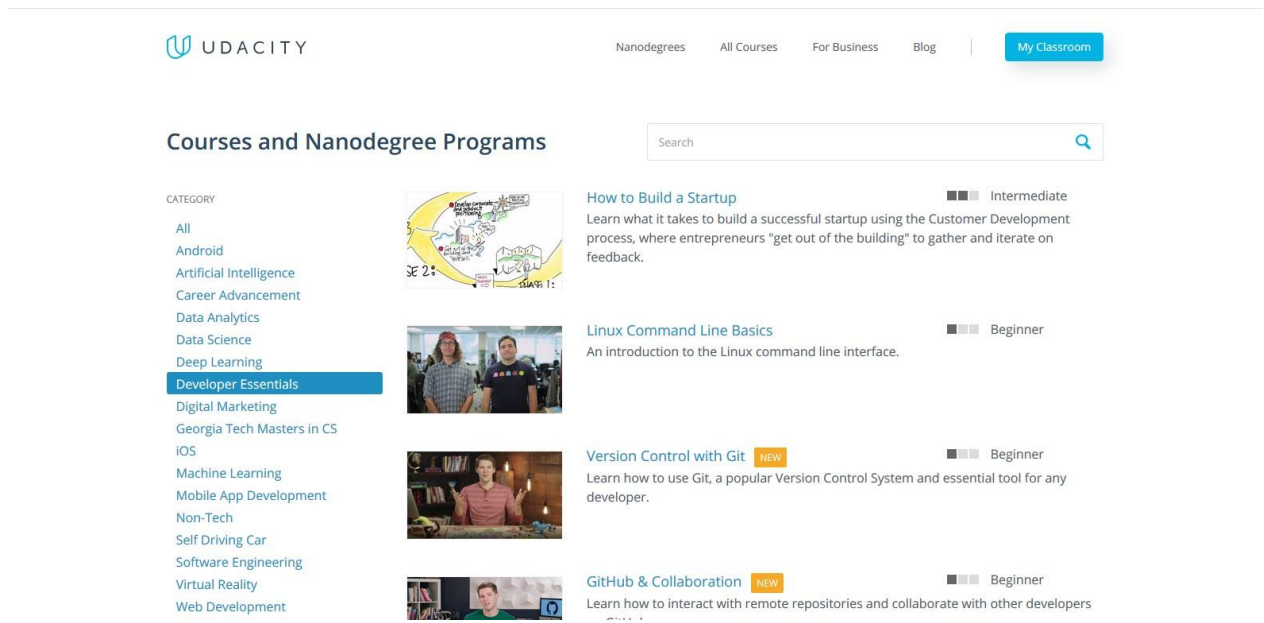 UDACITY
Nanodegrees All Courses For Business Blog My Classroom
Courses and Nanodegree Programs
Search
CATEGORY
All
Android
Artificial Intelligence
Career Advancement
Data Analytics
Data Science
Deep Learning
Developer Essentials
Digital Marketing
Georgia Tech Masters in CS
iOS
Machine Learning
Mobile App Development
Non-Tech
Self Driving Car
Software Engineering
Virtual Reality
Web Development
How to Build a Startup
Intermediate
Learn what it takes to build a successful startup using the Customer Development
process, where entrepreneurs "get out of the building" to gather and iterate on
feedback.
Linux Command Line Basics
Beginner
An introduction to the Linux command line interface.
Version Control with Git NEW
Beginner
Learn how to use Git, a popular Version Control System and essential tool for any
developer.
GitHub & Collaboration NEW
Beginner
Learn how to interact with remote repositories and collaborate with other developers